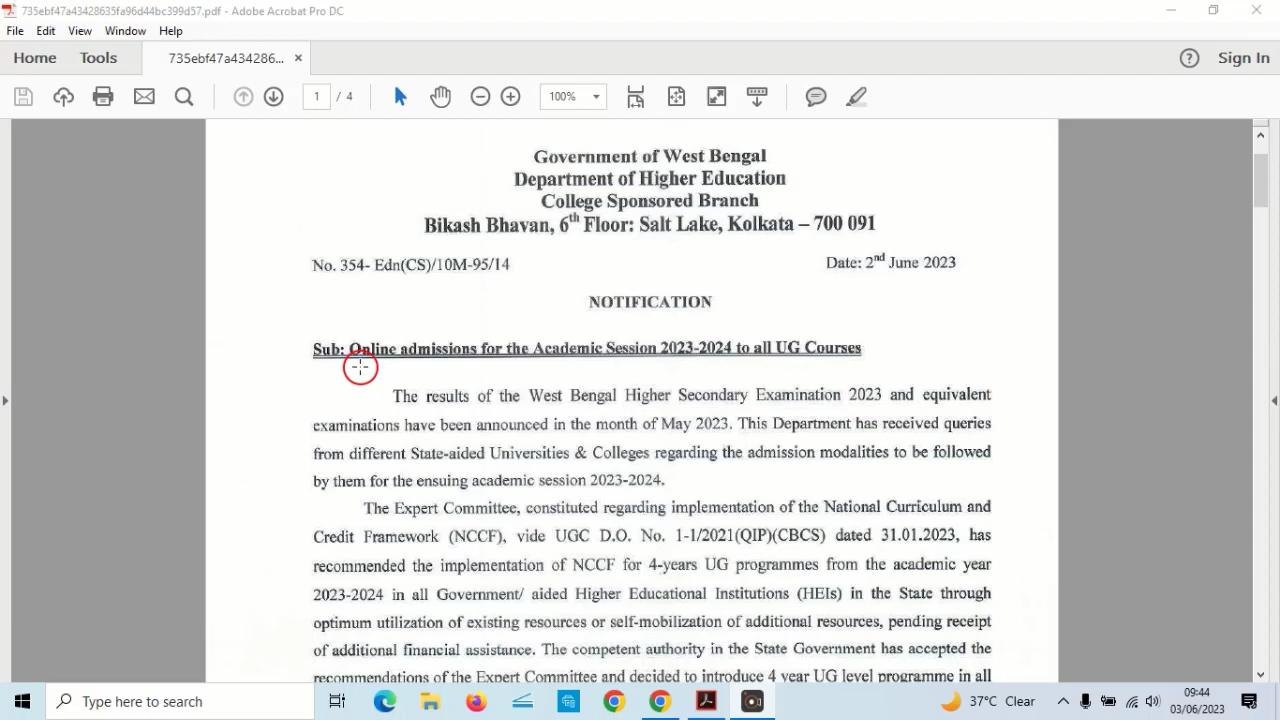 735ebf47a43428635fa96d44bc399d57.pdf - Adobe Acrobat Pro DC
File Edit View Window Help
Home Tools 735ebf47a434286... × Sign In
1 / 4 100%
Government of West Bengal
Department of Higher Education
College Sponsored Branch
Bikash Bhavan, 6th Floor: Salt Lake, Kolkata – 700 091
No. 354- Edn(CS)/10M-95/14 Date: 2nd June 2023
NOTIFICATION
Sub: Online admissions for the Academic Session 2023-2024 to all UG Courses
The results of the West Bengal Higher Secondary Examination 2023 and equivalent
examinations have been announced in the month of May 2023. This Department has received queries
from different State-aided Universities & Colleges regarding the admission modalities to be followed
by them for the ensuing academic session 2023-2024.
The Expert Committee, constituted regarding implementation of the National Curriculum and
Credit Framework (NCCF), vide UGC D.O. No. 1-1/2021(QIP)(CBCS) dated 31.01.2023, has
recommended the implementation of NCCF for 4-years UG programmes from the academic year
2023-2024 in all Government/ aided Higher Educational Institutions (HEIs) in the State through
optimum utilization of existing resources or self-mobilization of additional resources, pending receipt
of additional financial assistance. The competent authority in the State Government has accepted the
recommendations of the Expert Committee and decided to introduce 4 year UG level programme in all
Type here to search 37°C Clear 09:44
03/06/2023